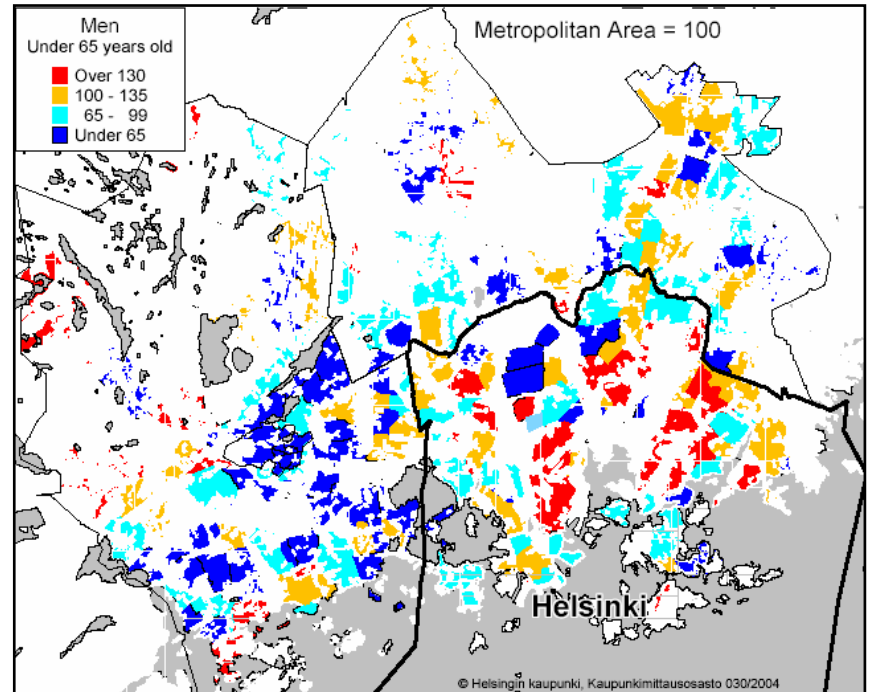 Men
Under 65 years old
Over 130
100 - 135
65 - 99
Under 65
Metropolitan Area = 100
Helsinki
© Helsingin kaupunki, Kaupunkimittausosasto 030/2004